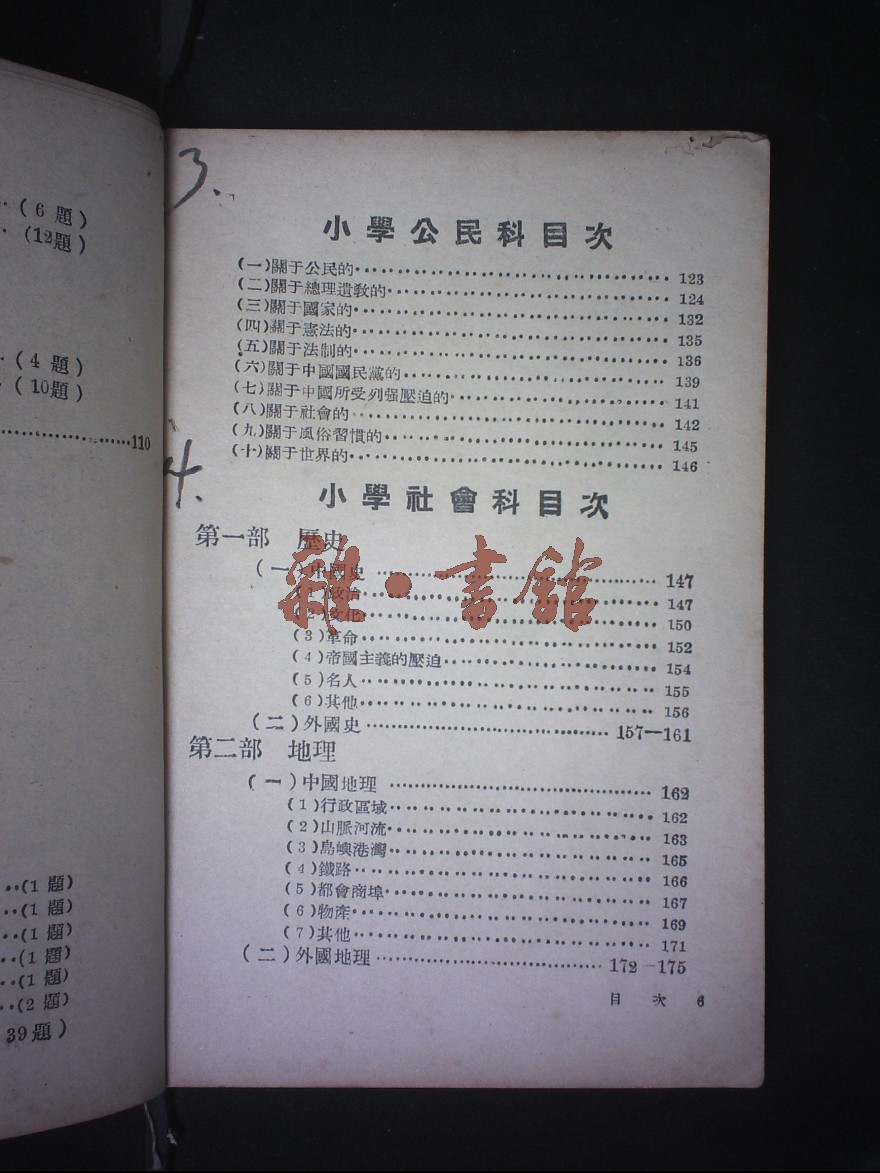 (6題)
(12題)
(4題)
(10題)
110
(1題)
(1題)
(1題)
(1題)
(1題)
(2題)
39題)
3.
小學公民科目次
(一)關于公民的 123
(二)關于總理遺教的 124
(三)關于國家的 132
(四)關于憲法的 135
(五)關于法制的 136
(六)關于中國國民黨的 139
(七)關于中國所受列强壓迫的 141
(八)關于社會的 142
(九)關于風俗習慣的 145
(十)關于世界的 146
4.
小學社會科目次
第一部 歷史
(一)中國史 147
(1)政治 147
(2)文化 150
(3)革命 152
(4)帝國主義的壓迫 154
(5)名人 155
(6)其他 156
(二)外國史 157—161
第二部 地理
(一)中國地理 162
(1)行政區域 162
(2)山脈河流 163
(3)島嶼港灣 165
(4)鐵路 166
(5)都會商埠 167
(6)物產 169
(7)其他 171
(二)外國地理 172—175
目次 6
雜·書館